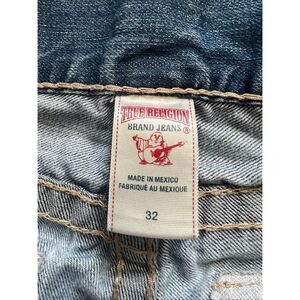 TRUE RELIGION
BRAND JEANS®
MADE IN MEXICO
FABRIQUÉ AU MEXIQUE
32